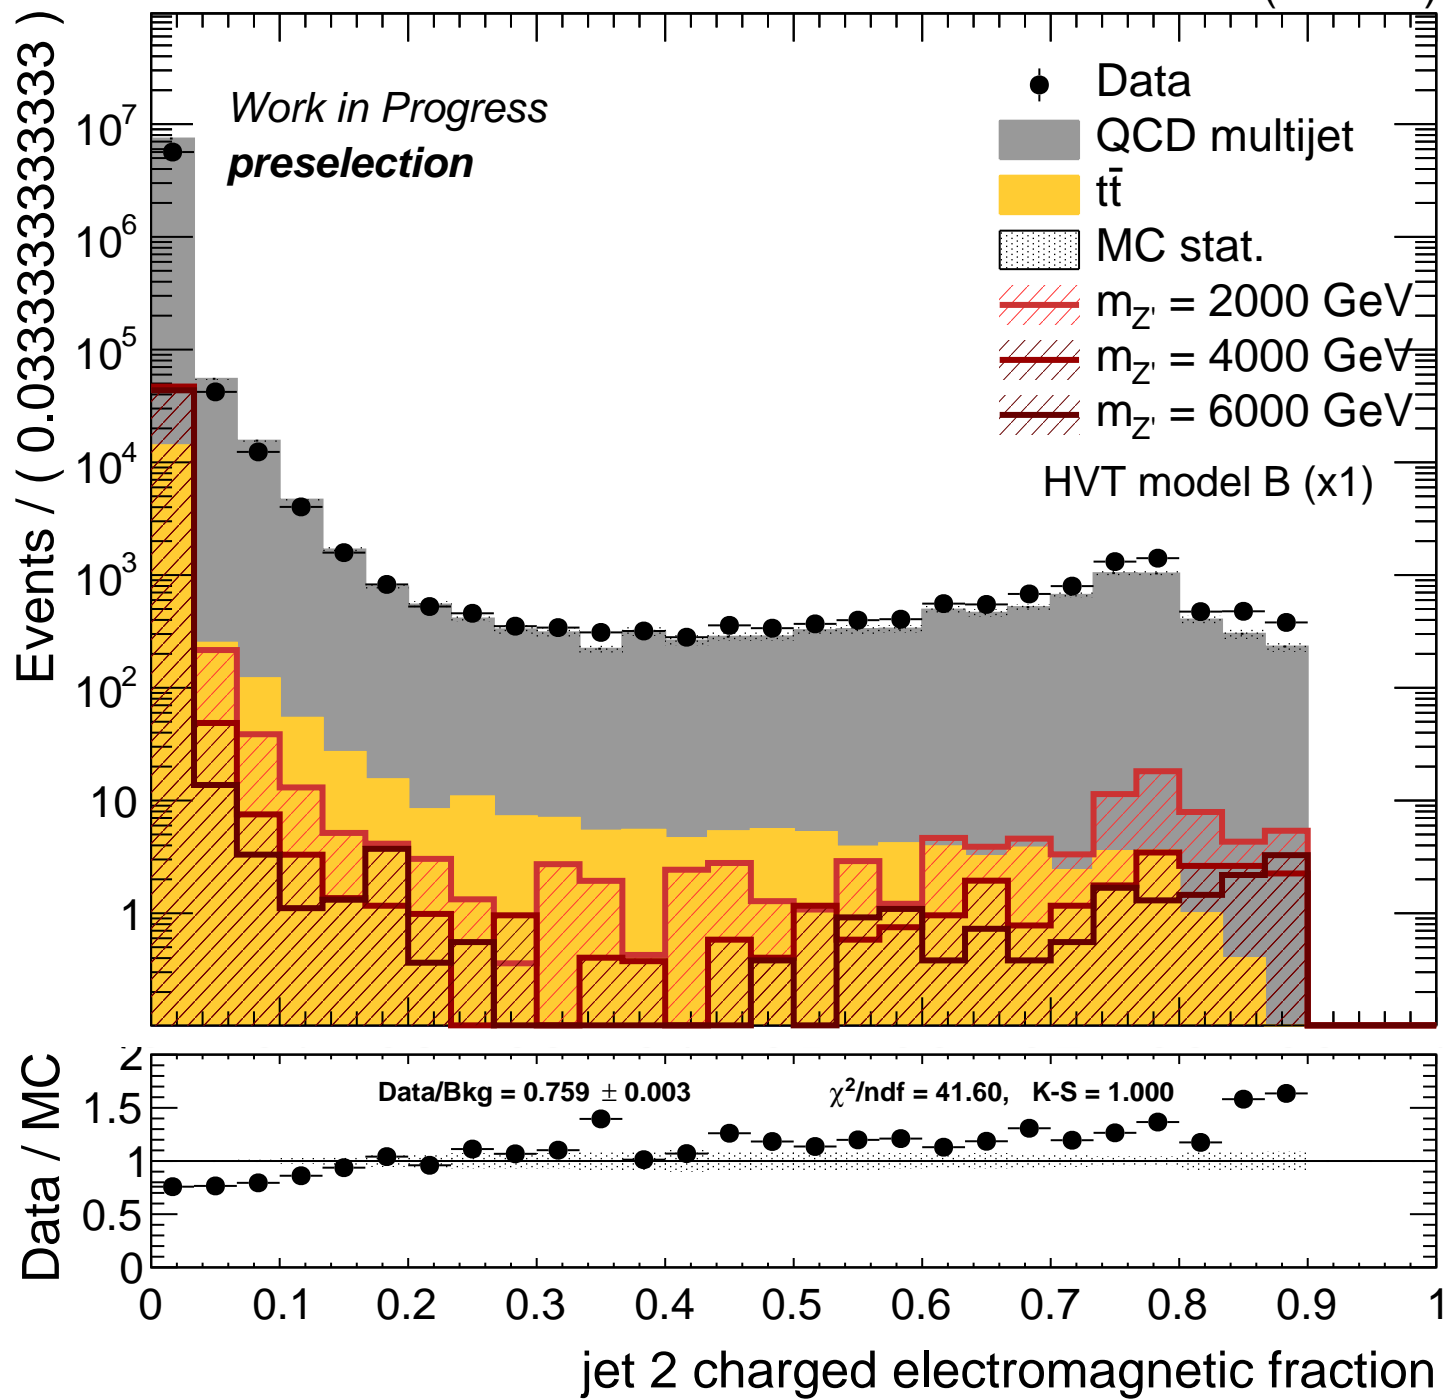 Events / ( 0.0333333333333 )
10^7
10^6
10^5
10^4
10^3
10^2
10
1
Work in Progress
preselection
Data
QCD multijet
tt̄
MC stat.
m_Z' = 2000 GeV
m_Z' = 4000 GeV
m_Z' = 6000 GeV
HVT model B (x1)
Data / MC
2
1.5
1
0.5
0
Data/Bkg = 0.759 ± 0.003
χ²/ndf = 41.60, K-S = 1.000
0 0.1 0.2 0.3 0.4 0.5 0.6 0.7 0.8 0.9 1
jet 2 charged electromagnetic fraction